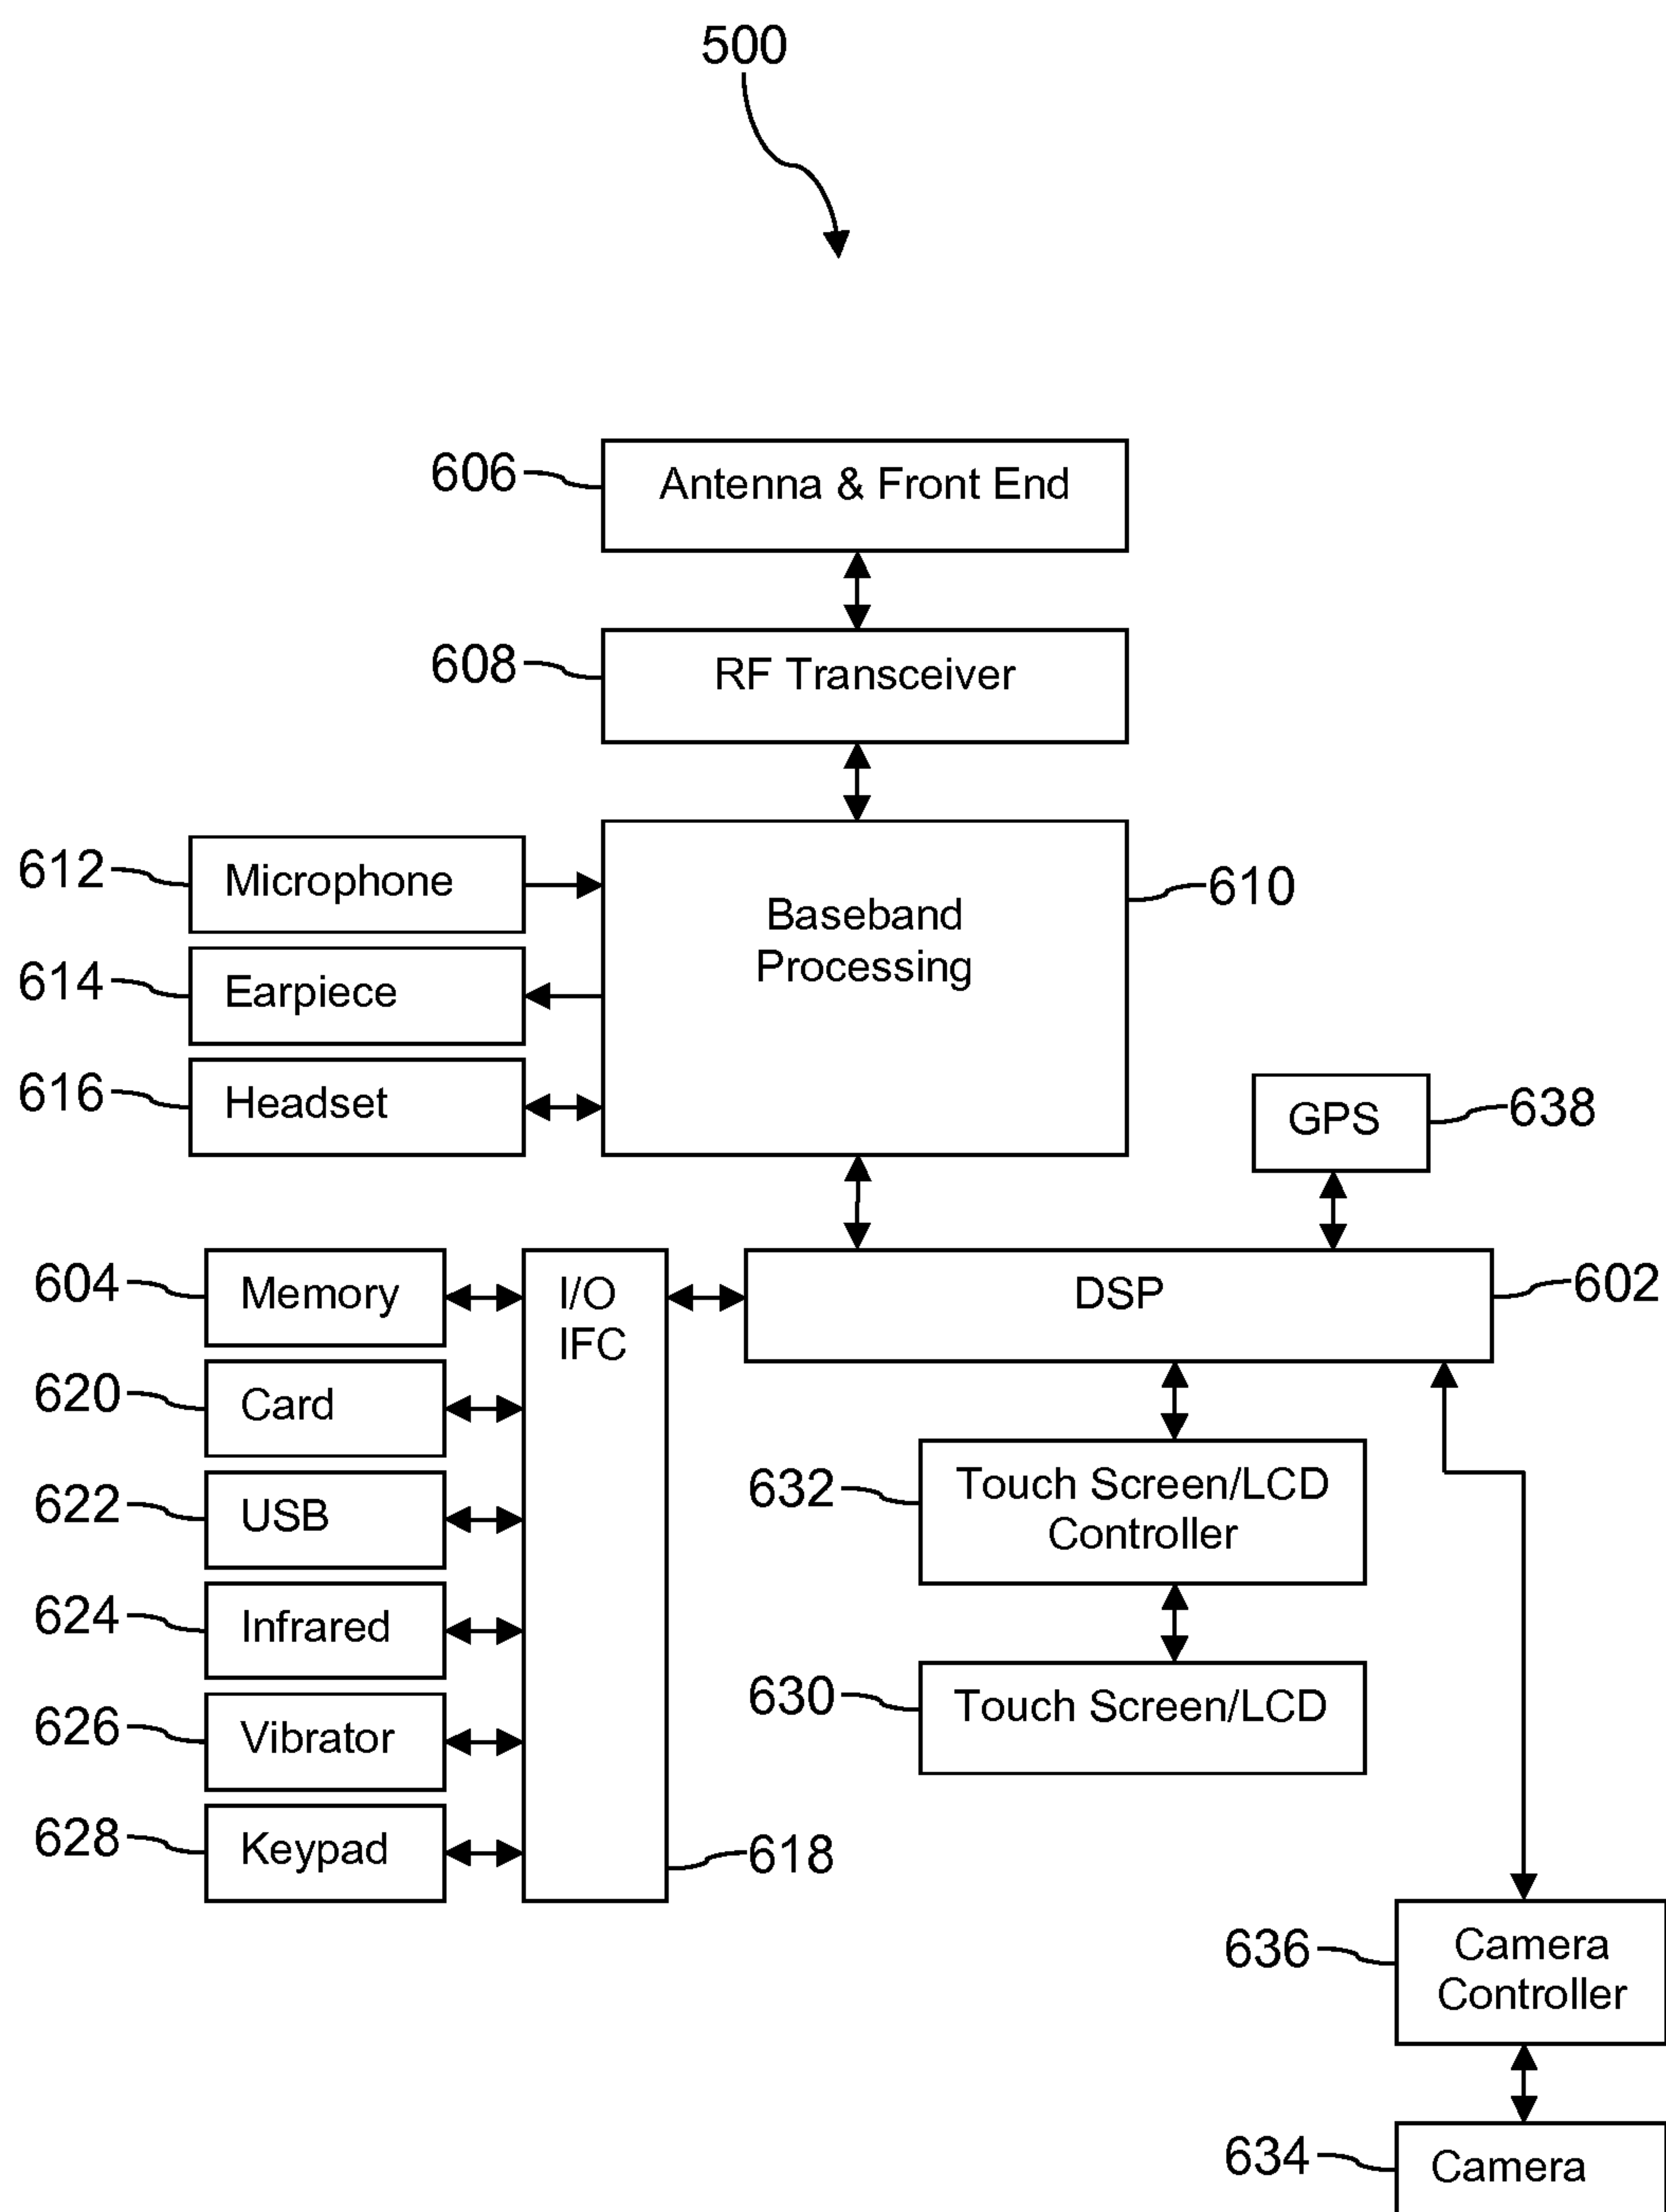 500
606
Antenna & Front End
608
RF Transceiver
612
Microphone
Baseband
Processing
610
614
Earpiece
616
Headset
GPS
638
604
Memory
I/O
IFC
DSP
602
620
Card
622
USB
632
Touch Screen/LCD
Controller
624
Infrared
626
Vibrator
630
Touch Screen/LCD
628
Keypad
618
636
Camera
Controller
634
Camera